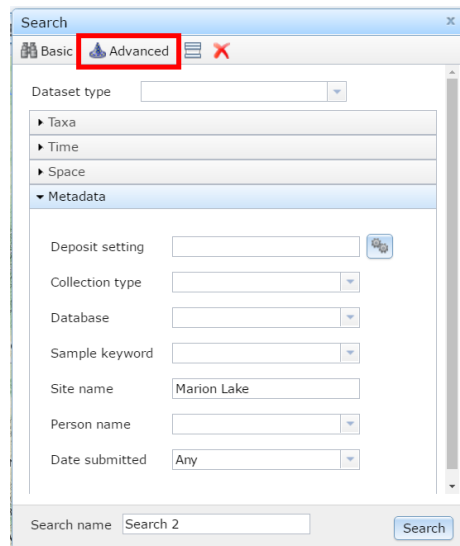 Search x
Basic Advanced
Dataset type
Taxa
Time
Space
Metadata
Deposit setting
Collection type
Database
Sample keyword
Site name Marion Lake
Person name
Date submitted Any
Search name Search 2 Search